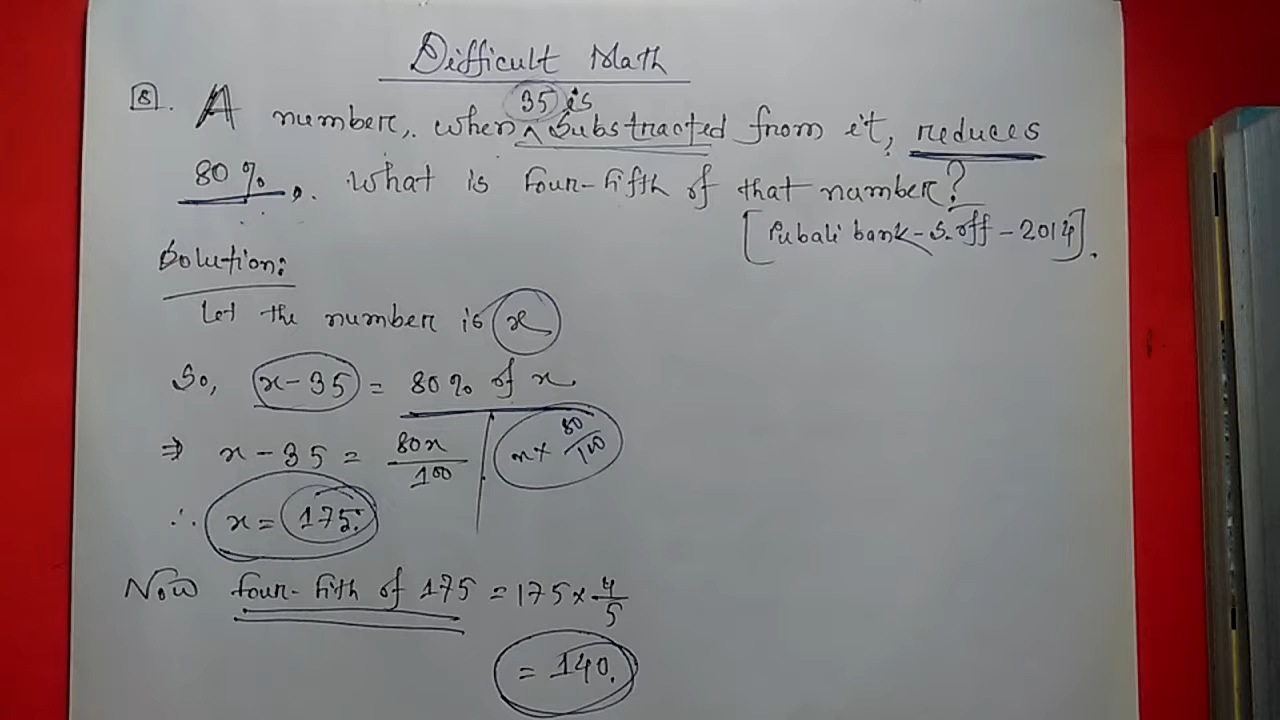 Difficult Math
8. A number, when 35 is substracted from it, reduces
80%, what is four-fifth of that number?
[Pubali bank-S.off-2014].
Solution:
Let the number is x
So, x-35 = 80% of x
⇒ x-35 = 80x/100 | x × 80/100
∴ x = 175.
Now four-fifth of 175 = 175 × 4/5
= 140.